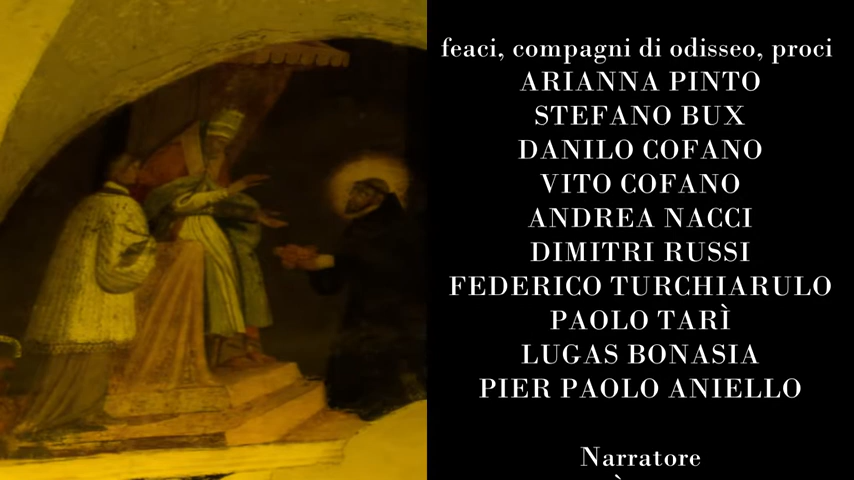 feaci, compagni di odisseo, proci
ARIANNA PINTO
STEFANO BUX
DANILO COFANO
VITO COFANO
ANDREA NACCI
DIMITRI RUSSI
FEDERICO TURCHIARULO
PAOLO TARÌ
LUGAS BONASIA
PIER PAOLO ANIELLO
Narratore